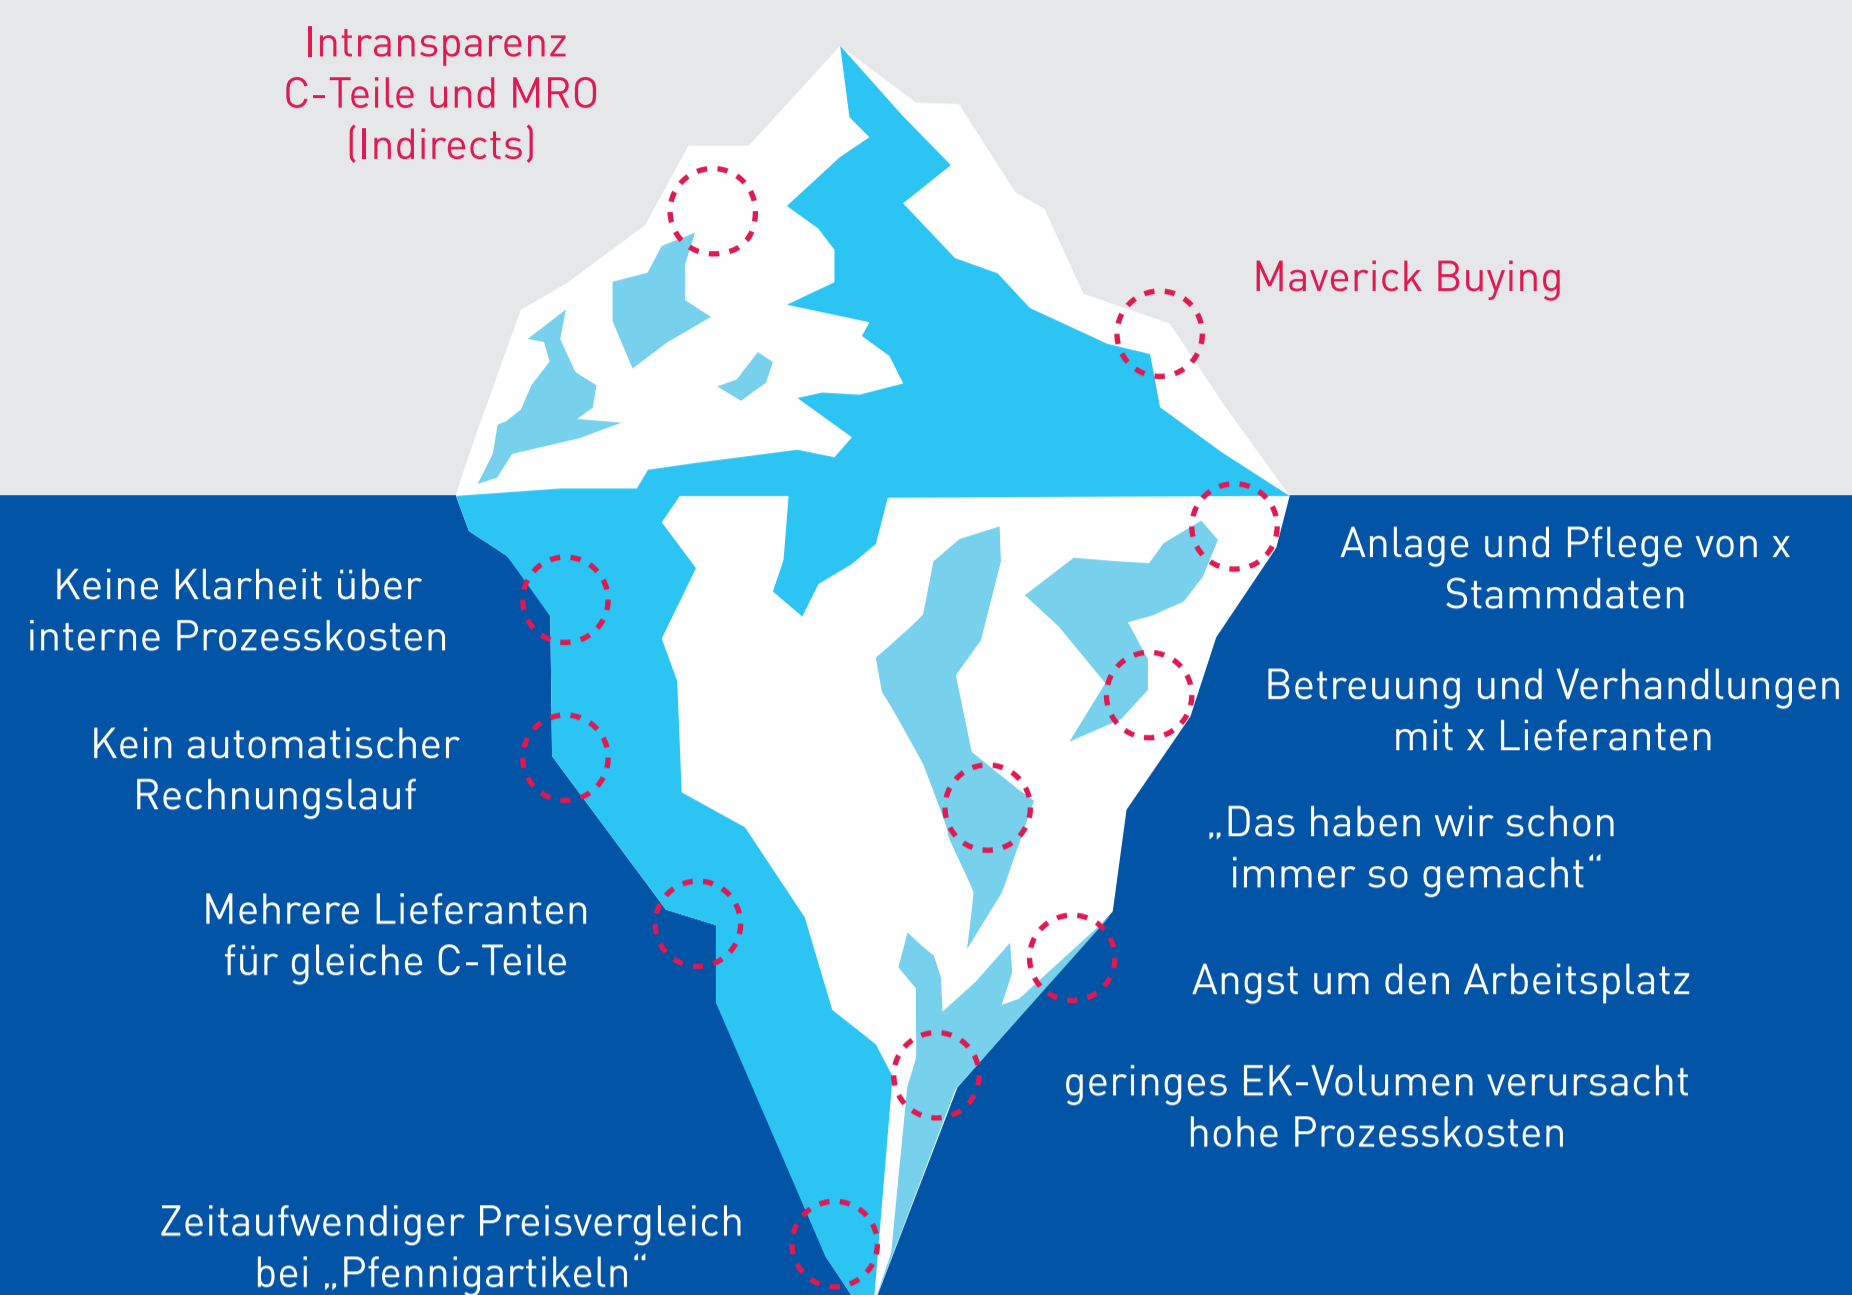 Intransparenz
C-Teile und MRO
(Indirects)
Maverick Buying
Keine Klarheit über
interne Prozesskosten
Kein automatischer
Rechnungslauf
Mehrere Lieferanten
für gleiche C-Teile
Zeitaufwendiger Preisvergleich
bei „Pfennigartikeln“
Anlage und Pflege von x
Stammdaten
Betreuung und Verhandlungen
mit x Lieferanten
„Das haben wir schon
immer so gemacht“
Angst um den Arbeitsplatz
geringes EK-Volumen verursacht
hohe Prozesskosten